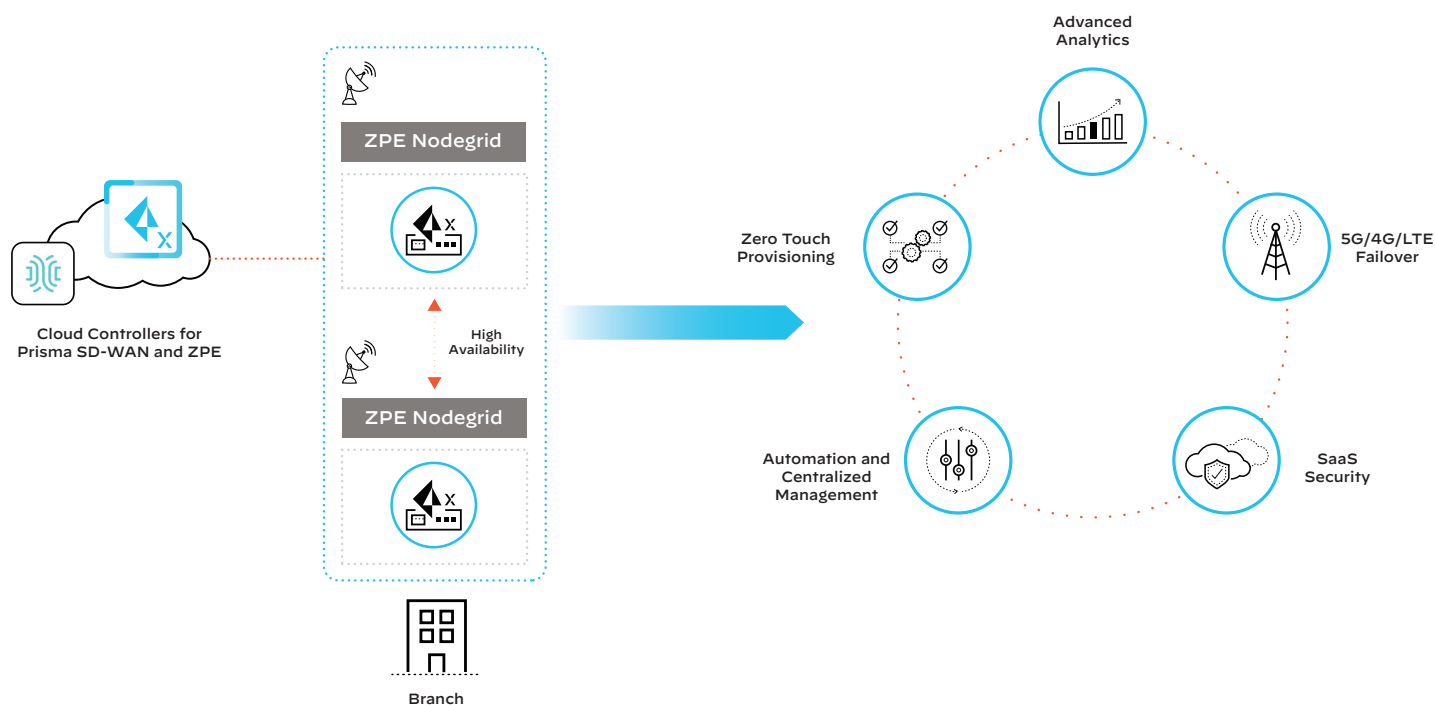 Cloud Controllers for
Prisma SD-WAN and ZPE
ZPE Nodegrid
X
High
Availability
ZPE Nodegrid
X
Branch
Advanced
Analytics
Zero Touch
Provisioning
5G/4G/LTE
Failover
Automation and
Centralized
Management
SaaS
Security